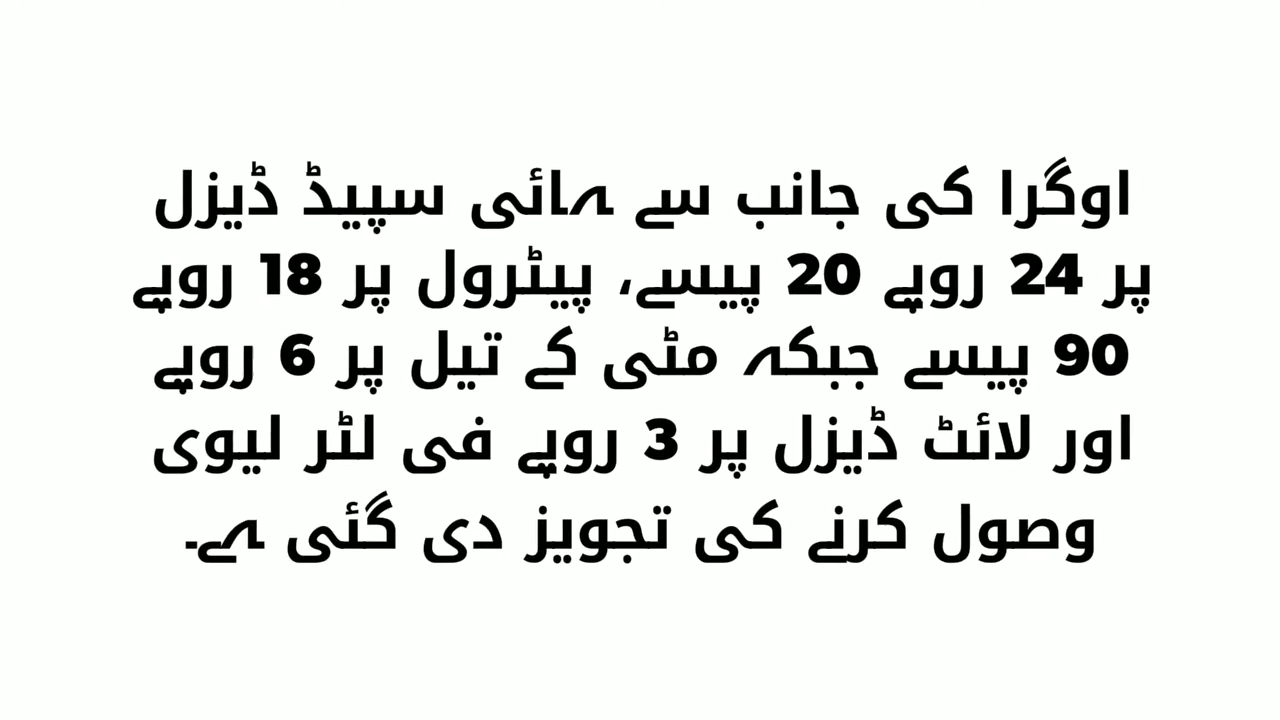 اوگرا کی جانب سے ہائی سپیڈ ڈیزل
پر 24 روپے 20 پیسے، پیٹرول پر 18 روپے
90 پیسے جبکہ مٹی کے تیل پر 6 روپے
اور لائٹ ڈیزل پر 3 روپے فی لٹر لیوی
وصول کرنے کی تجویز دی گئی ہے۔